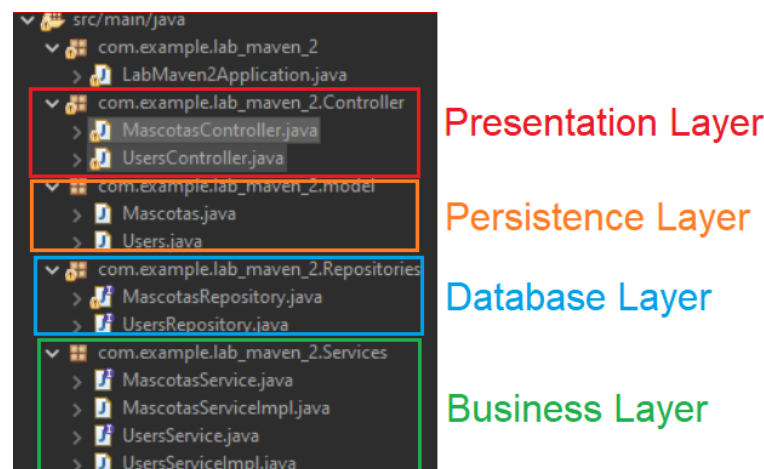 src/main/java
com.example.lab_maven_2
LabMaven2Application.java
com.example.lab_maven_2.Controller
MascotasController.java
UsersController.java
Presentation Layer
com.example.lab_maven_2.model
Mascotas.java
Users.java
Persistence Layer
com.example.lab_maven_2.Repositories
MascotasRepository.java
UsersRepository.java
Database Layer
com.example.lab_maven_2.Services
MascotasService.java
MascotasServiceImpl.java
UsersService.java
UsersServiceImpl.java
Business Layer